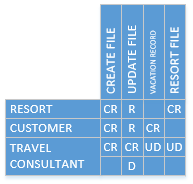 CREATE FILE
UPDATE FILE
VACATION RECORD
RESORT FILE
RESORT CR R CR
CUSTOMER CR R CR
TRAVEL CR CR UD UD
CONSULTANT D